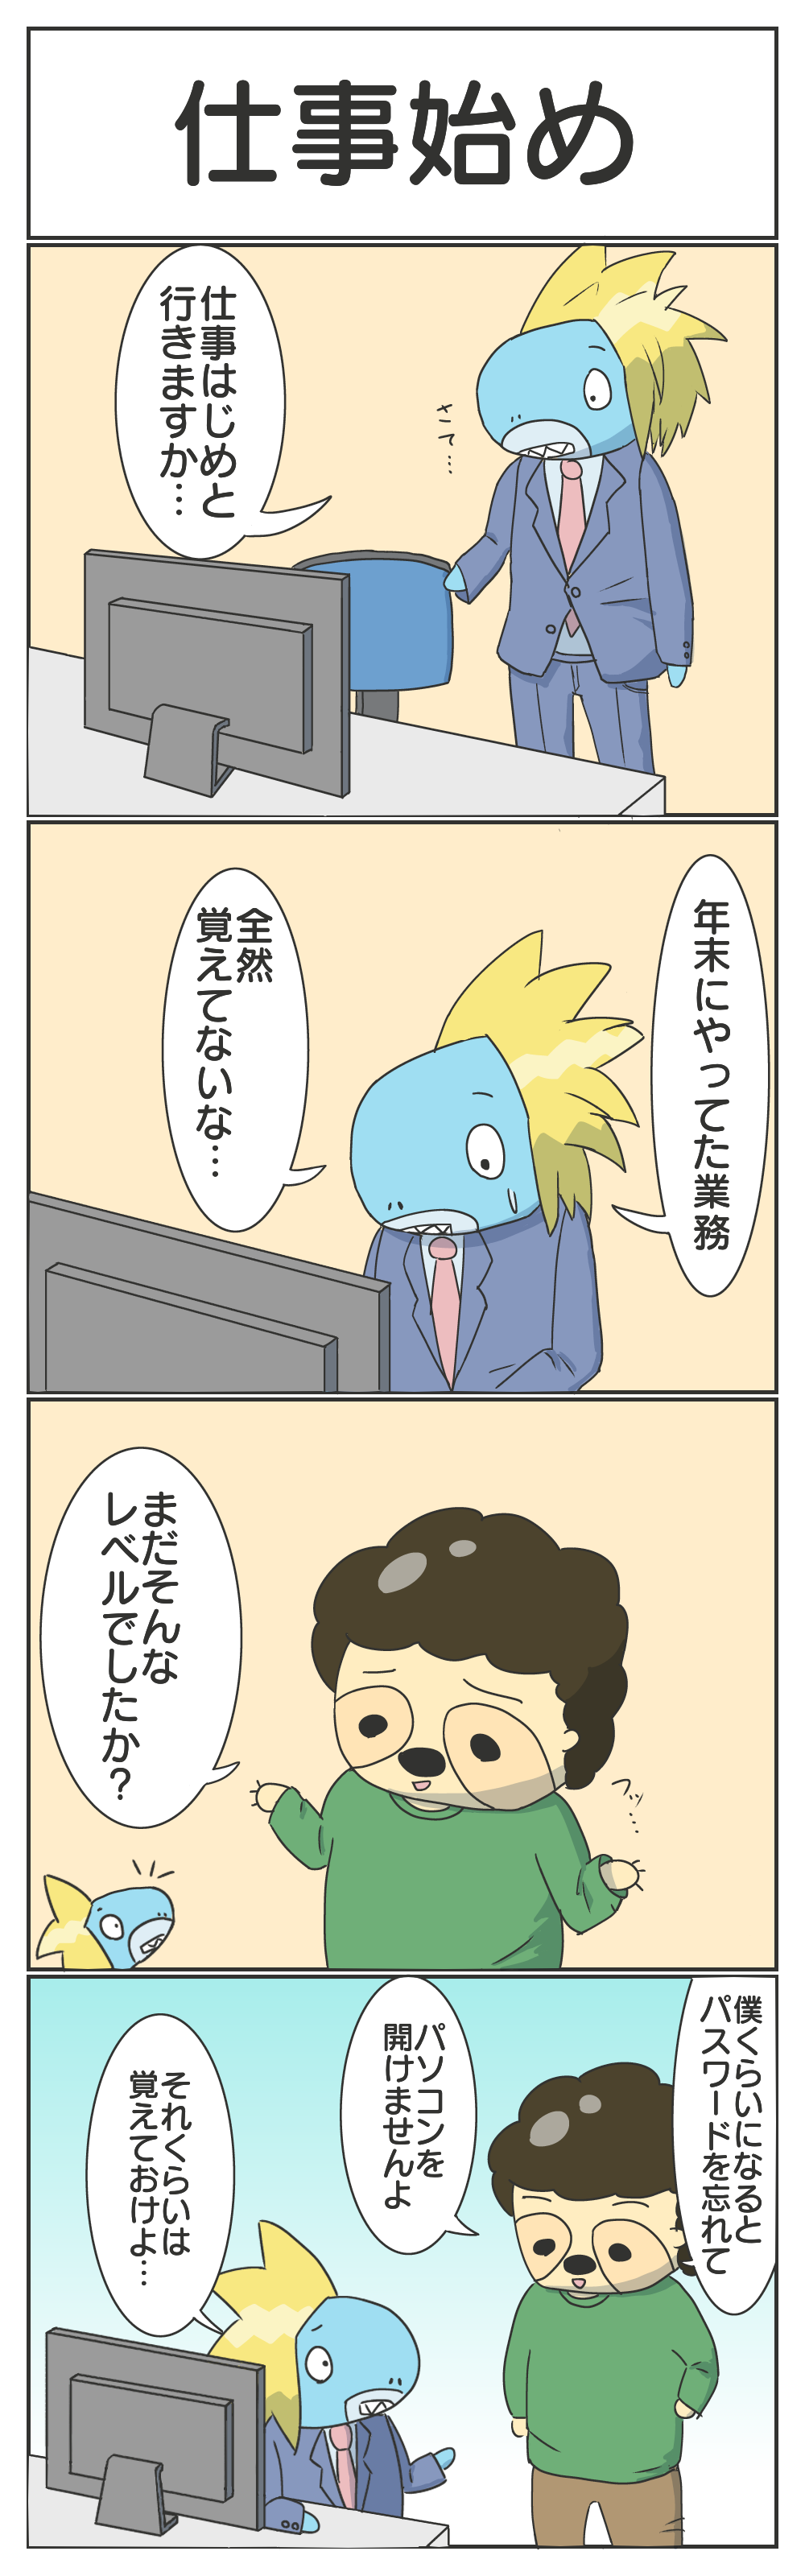 仕事始め
さて…
仕事はじめと
行きますか…
年末にやってた業務
全然
覚えてないな…
まだそんな
レベルでしたか？
フッ…
僕くらいになると
パスワードを忘れて
パソコンを
開けませんよ
それくらいは
覚えておけよ…